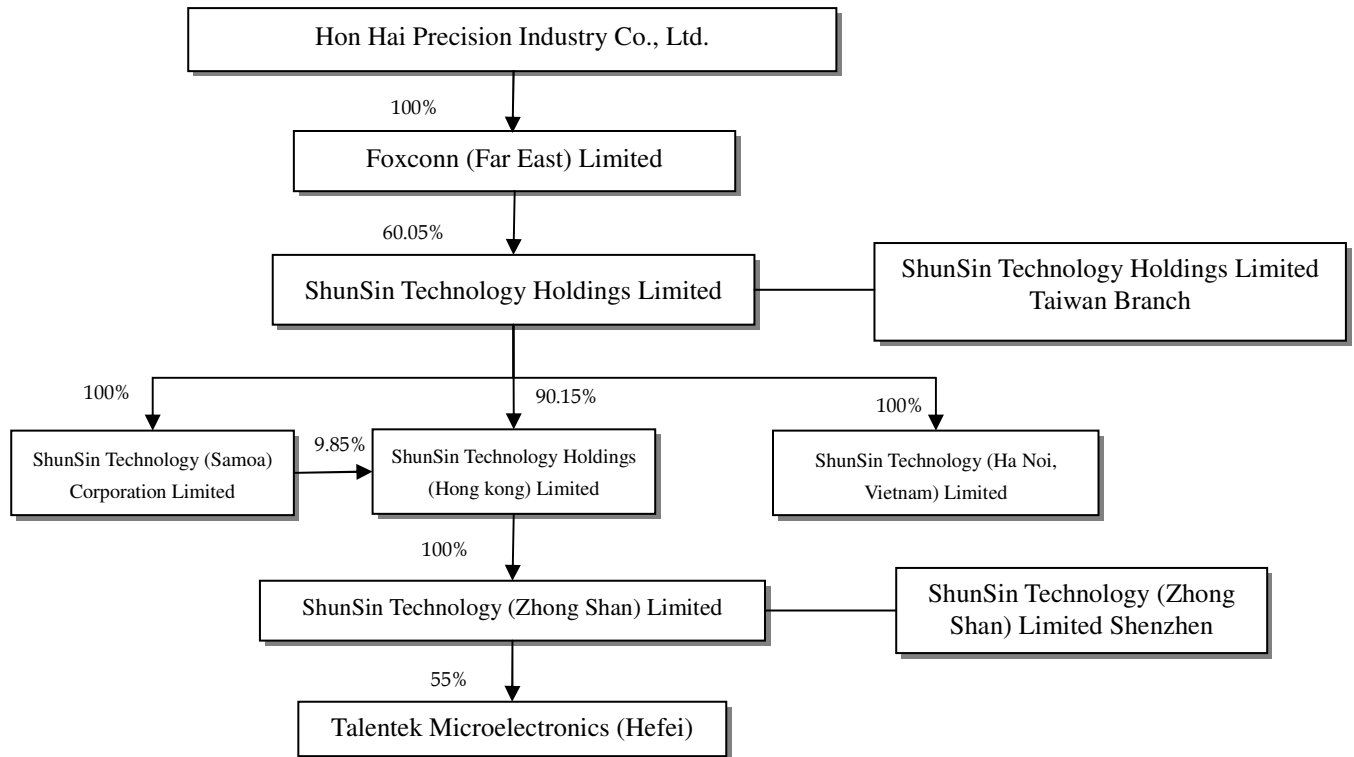 Hon Hai Precision Industry Co., Ltd.
100%
Foxconn (Far East) Limited
60.05%
ShunSin Technology Holdings Limited
ShunSin Technology Holdings Limited
Taiwan Branch
100%
90.15%
100%
ShunSin Technology (Samoa)
Corporation Limited
9.85%
ShunSin Technology Holdings
(Hong kong) Limited
ShunSin Technology (Ha Noi,
Vietnam) Limited
100%
ShunSin Technology (Zhong Shan) Limited
ShunSin Technology (Zhong
Shan) Limited Shenzhen
55%
Talentek Microelectronics (Hefei)